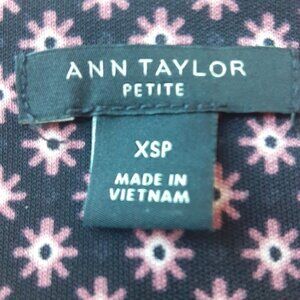 ANN TAYLOR
PETITE
XSP
MADE IN
VIETNAM